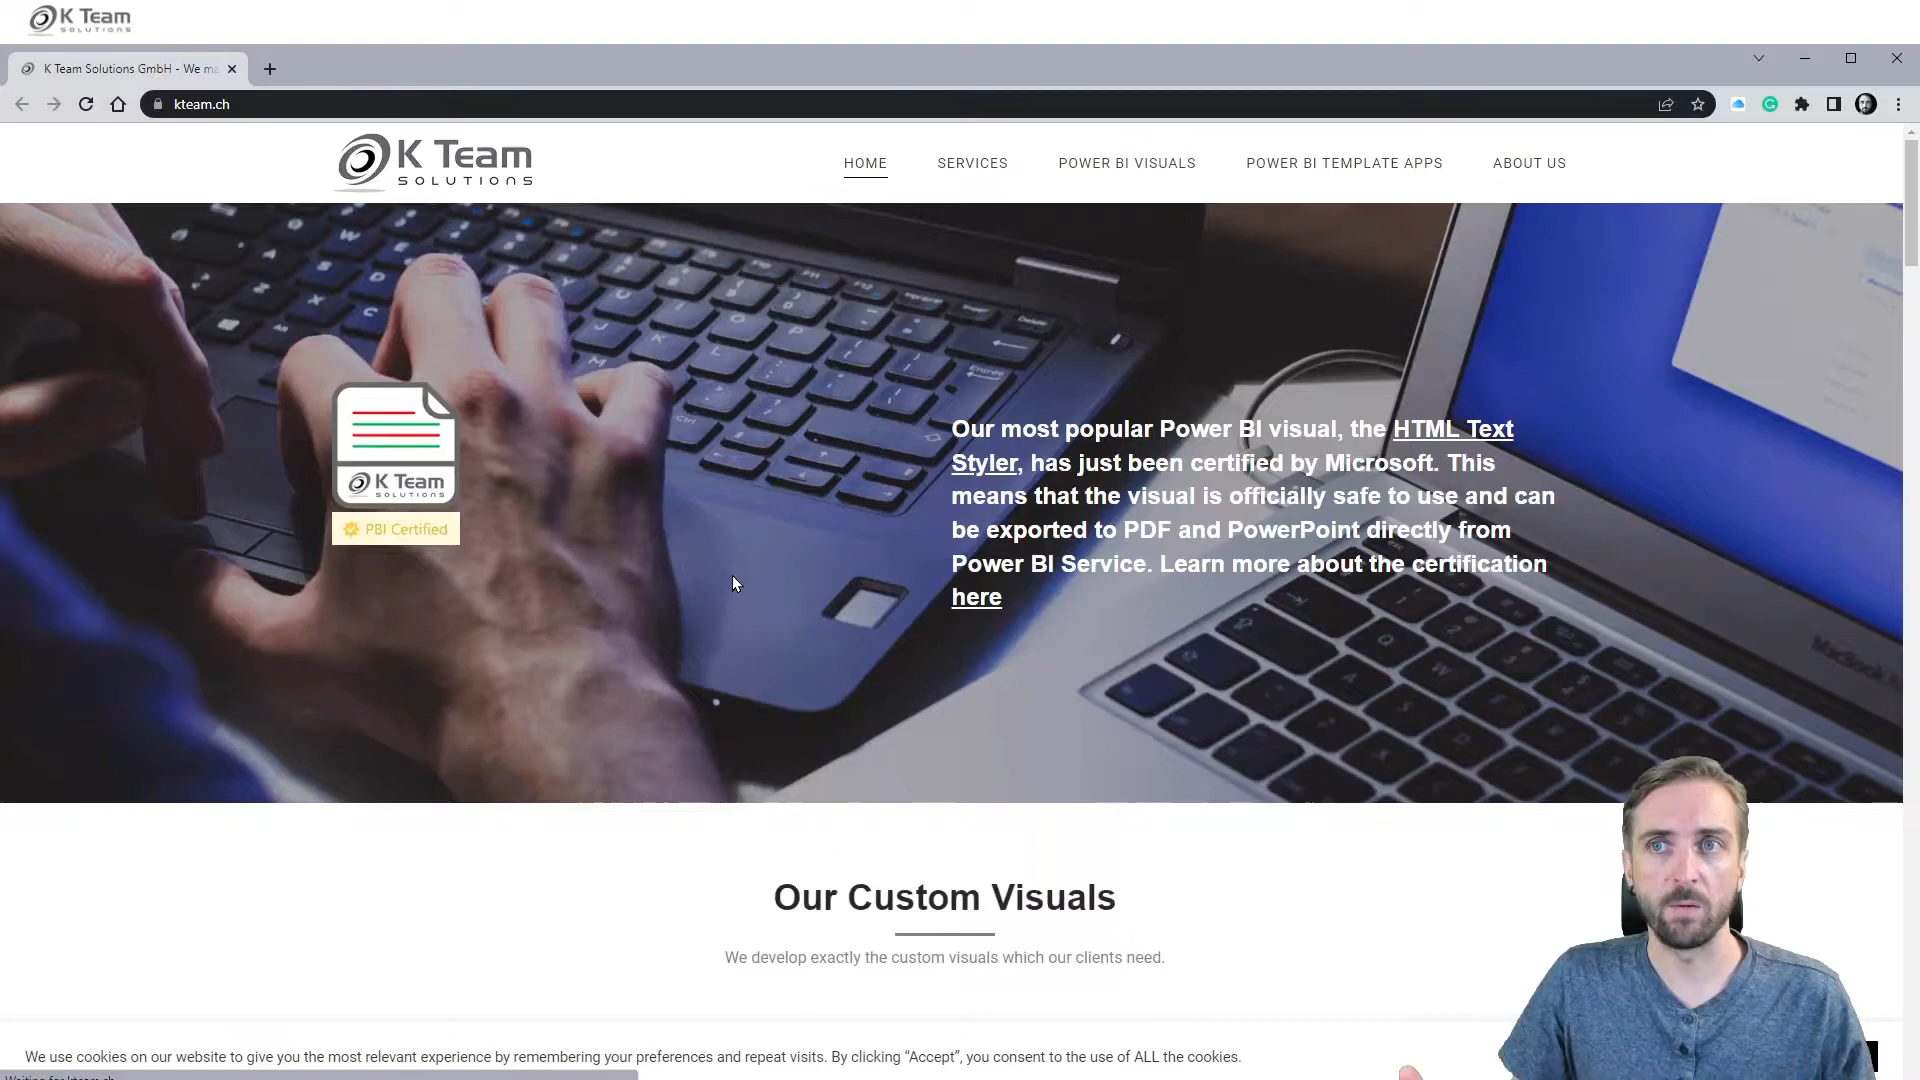 K Team
SOLUTIONS
K Team Solutions GmbH - We ma
kteam.ch
K Team
SOLUTIONS
HOME
SERVICES
POWER BI VISUALS
POWER BI TEMPLATE APPS
ABOUT US
K Team
SOLUTIONS
PBI Certified
Our most popular Power BI visual, the HTML Text
Styler, has just been certified by Microsoft. This
means that the visual is officially safe to use and can
be exported to PDF and PowerPoint directly from
Power BI Service. Learn more about the certification
here
Our Custom Visuals
We develop exactly the custom visuals which our clients need.
We use cookies on our website to give you the most relevant experience by remembering your preferences and repeat visits. By clicking “Accept”, you consent to the use of ALL the cookies.